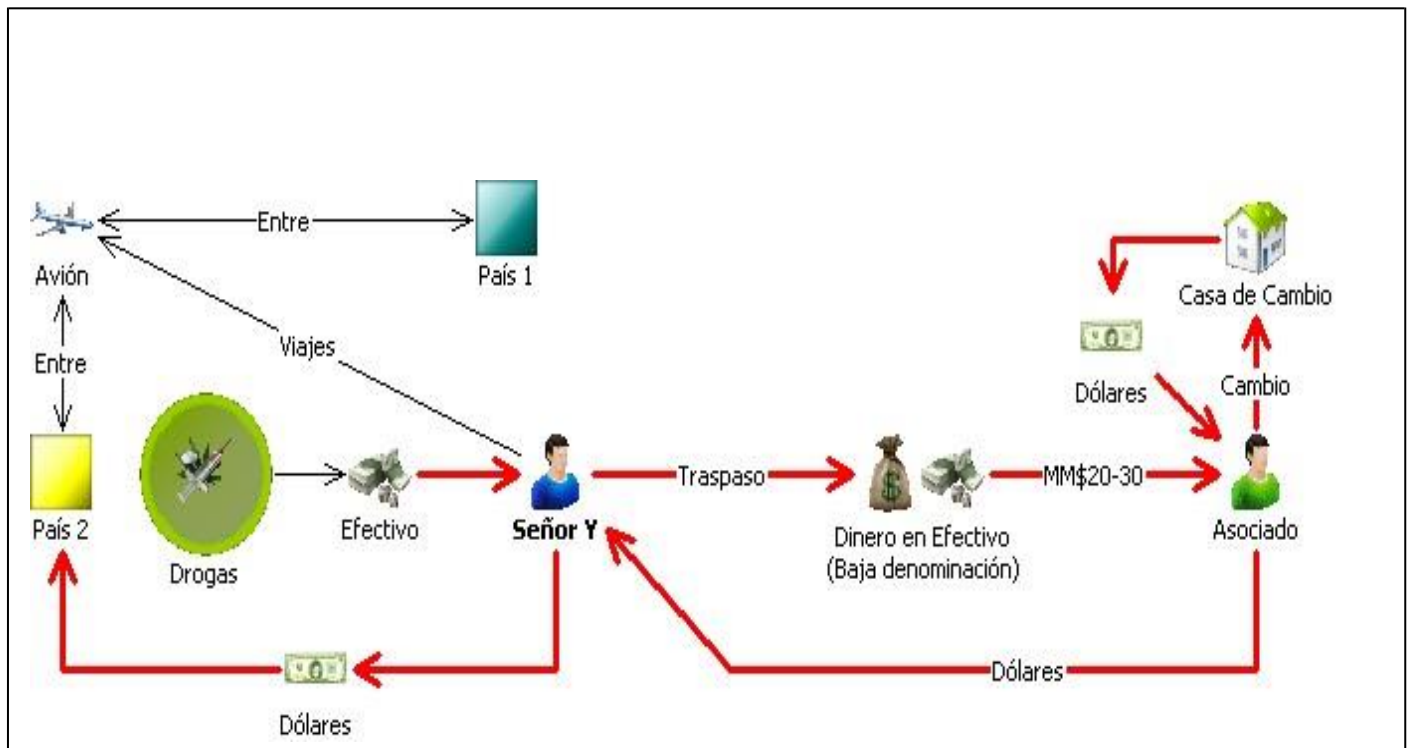 Entre
Avión
País 1
Casa de Cambio
Viajes
Entre
Dólares
Cambio
País 2
Drogas
Efectivo
Señor Y
Traspaso
Dinero en Efectivo
(Baja denominación)
MM$20-30
Asociado
Dólares
Dólares